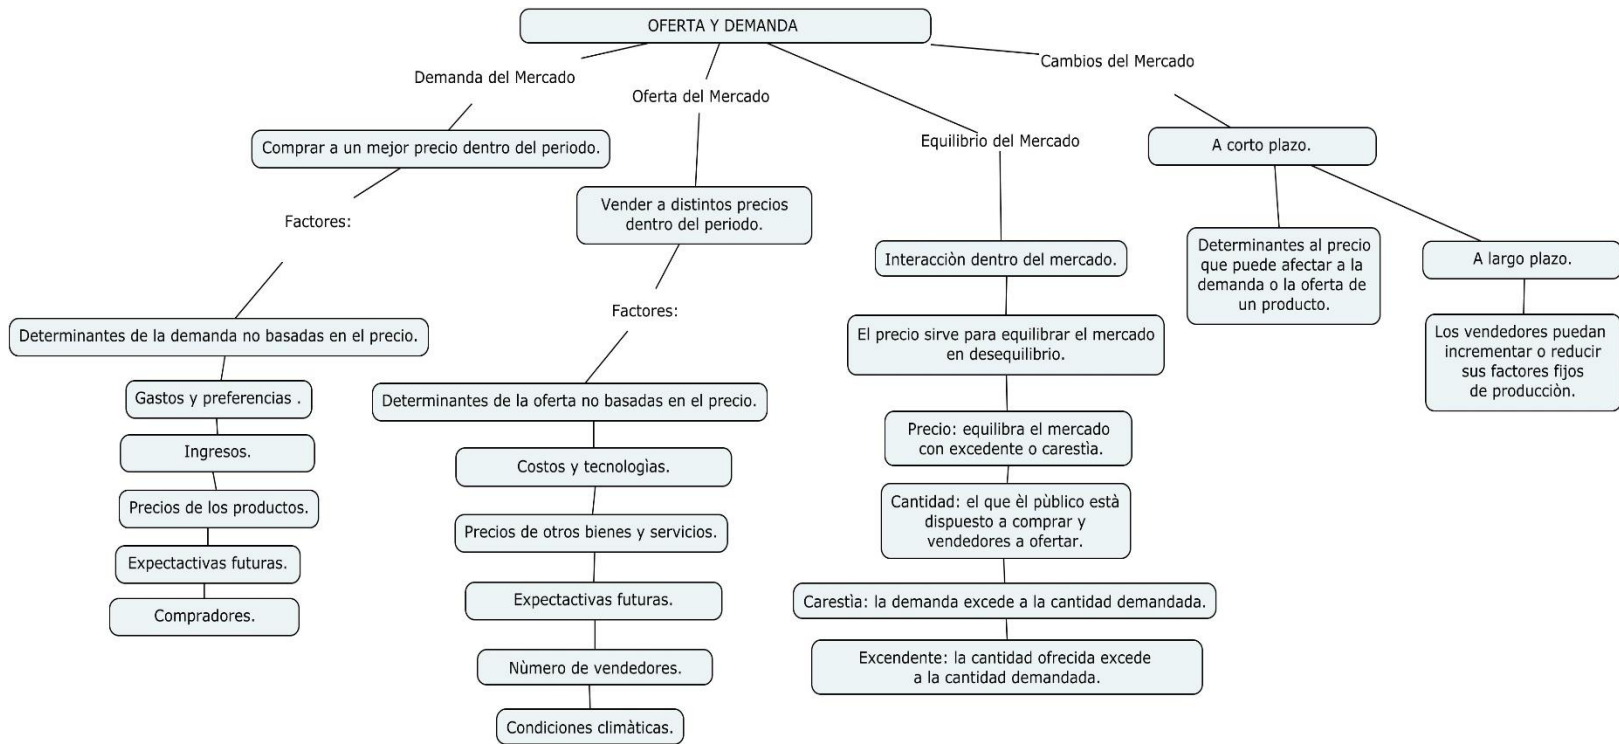 OFERTA Y DEMANDA
Demanda del Mercado
Comprar a un mejor precio dentro del periodo.
Factores:
Determinantes de la demanda no basadas en el precio.
Gastos y preferencias .
Ingresos.
Precios de los productos.
Expectactivas futuras.
Compradores.
Oferta del Mercado
Vender a distintos precios
dentro del periodo.
Factores:
Determinantes de la oferta no basadas en el precio.
Costos y tecnologìas.
Precios de otros bienes y servicios.
Expectactivas futuras.
Nùmero de vendedores.
Condiciones climàticas.
Equilibrio del Mercado
Interacciòn dentro del mercado.
El precio sirve para equilibrar el mercado
en desequilibrio.
Precio: equilibra el mercado
con excedente o carestìa.
Cantidad: el que èl pùblico està
dispuesto a comprar y
vendedores a ofertar.
Carestìa: la demanda excede a la cantidad demandada.
Excendente: la cantidad ofrecida excede
a la cantidad demandada.
Cambios del Mercado
A corto plazo.
Determinantes al precio
que puede afectar a la
demanda o la oferta de
un producto.
A largo plazo.
Los vendedores puedan
incrementar o reducir
sus factores fijos
de producciòn.